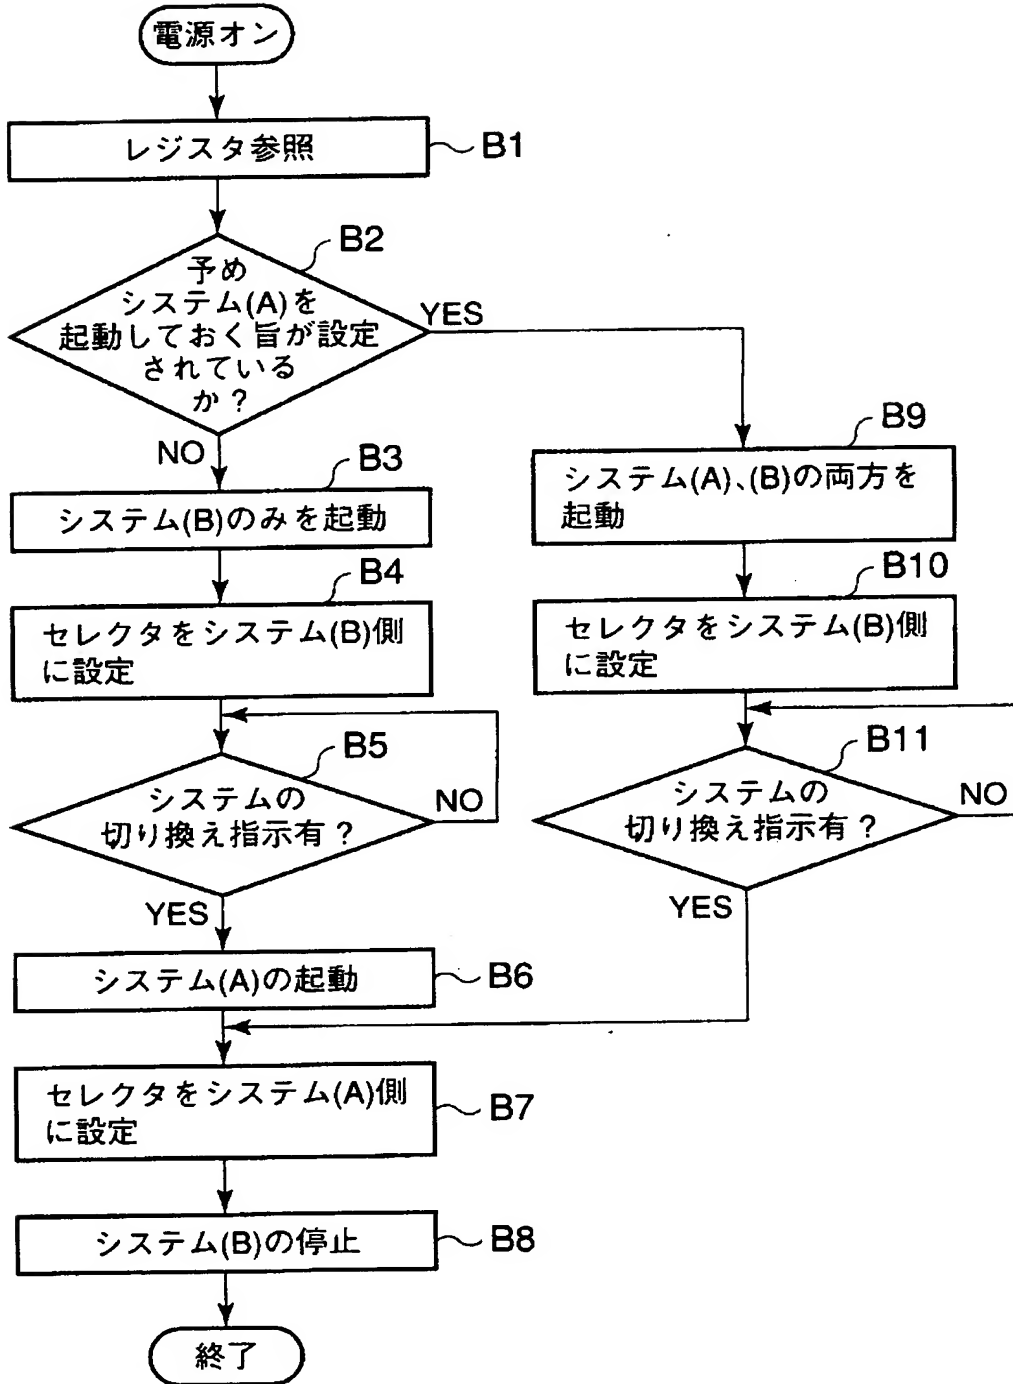 電源オン
レジスタ参照
B1
B2
予め
システム(A)を
起動しておく旨が設定
されている
か？
YES
NO
B3
システム(B)のみを起動
B4
セレクタをシステム(B)側
に設定
B5
システムの
切り換え指示有？
NO
YES
システム(A)の起動
B6
B9
システム(A)、(B)の両方を
起動
B10
セレクタをシステム(B)側
に設定
B11
システムの
切り換え指示有？
NO
YES
セレクタをシステム(A)側
に設定
B7
システム(B)の停止
B8
終了